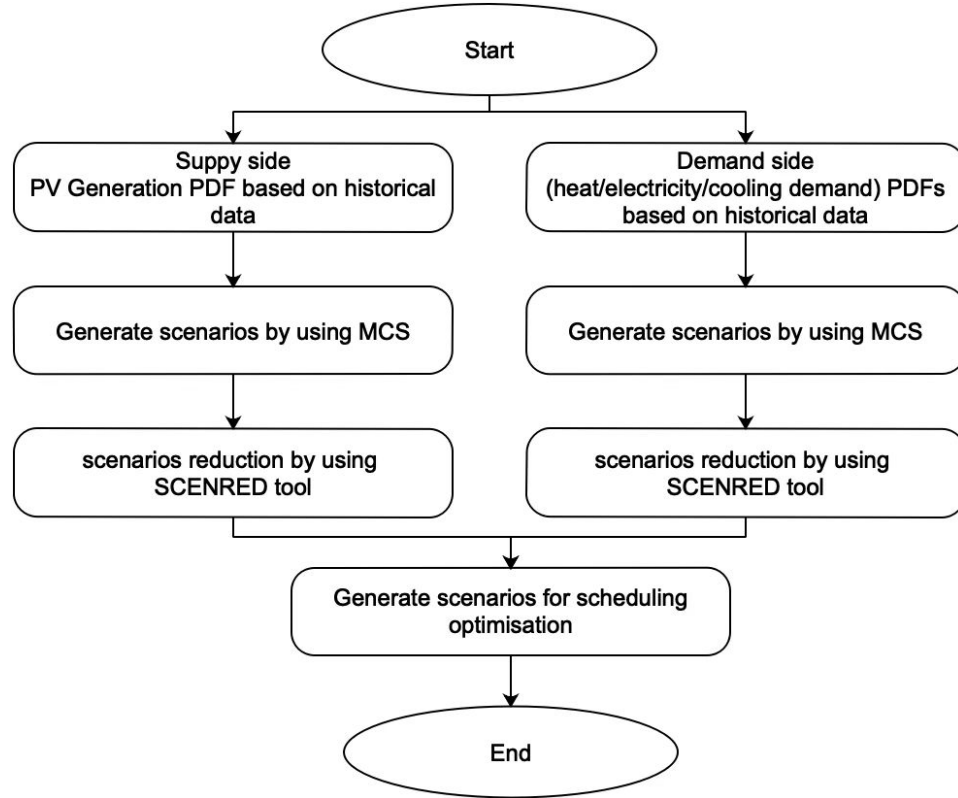 Start
Suppy side
PV Generation PDF based on historical
data
Demand side
(heat/electricity/cooling demand) PDFs
based on historical data
Generate scenarios by using MCS
Generate scenarios by using MCS
scenarios reduction by using
SCENRED tool
scenarios reduction by using
SCENRED tool
Generate scenarios for scheduling
optimisation
End